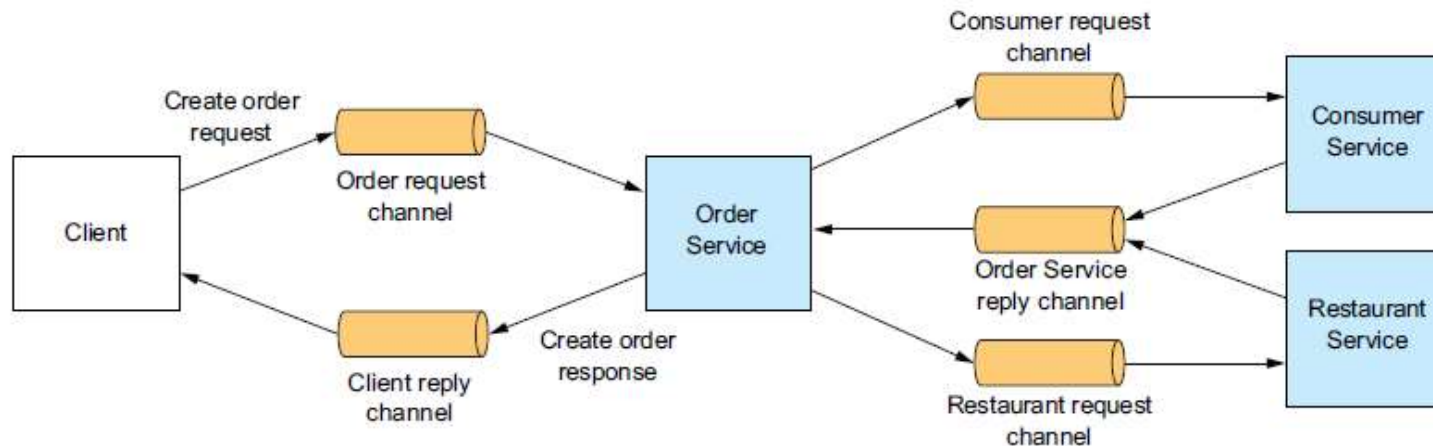 Client
Create order
request
Order request
channel
Client reply
channel
Create order
response
Order
Service
Consumer request
channel
Order Service
reply channel
Restaurant request
channel
Consumer
Service
Restaurant
Service